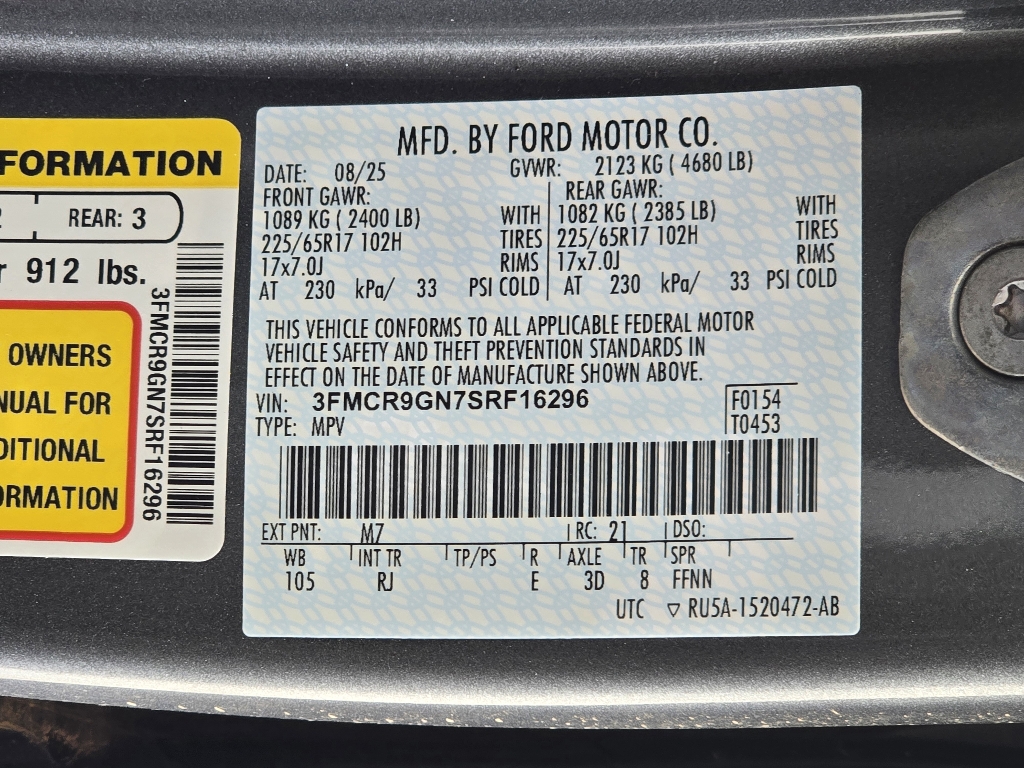 FORMATION
REAR: 3
912 lbs.
OWNERS
NUAL FOR
DITIONAL
ORMATION
3FMCR9GN7SRF16296
MFD. BY FORD MOTOR CO.
DATE: 08/25 GVWR: 2123 KG ( 4680 LB)
FRONT GAWR: REAR GAWR:
1089 KG ( 2400 LB) WITH 1082 KG ( 2385 LB) WITH
225/65R17 102H TIRES 225/65R17 102H TIRES
17x7.0J RIMS 17x7.0J RIMS
AT 230 kPa/ 33 PSI COLD AT 230 kPa/ 33 PSI COLD
THIS VEHICLE CONFORMS TO ALL APPLICABLE FEDERAL MOTOR
VEHICLE SAFETY AND THEFT PREVENTION STANDARDS IN
EFFECT ON THE DATE OF MANUFACTURE SHOWN ABOVE.
VIN: 3FMCR9GN7SRF16296 F0154
TYPE: MPV T0453
EXT PNT: M7 RC: 21 DSO:
WB INT TR TP/PS R AXLE TR SPR
105 RJ E 3D 8 FFNN
UTC ▽ RU5A-1520472-AB